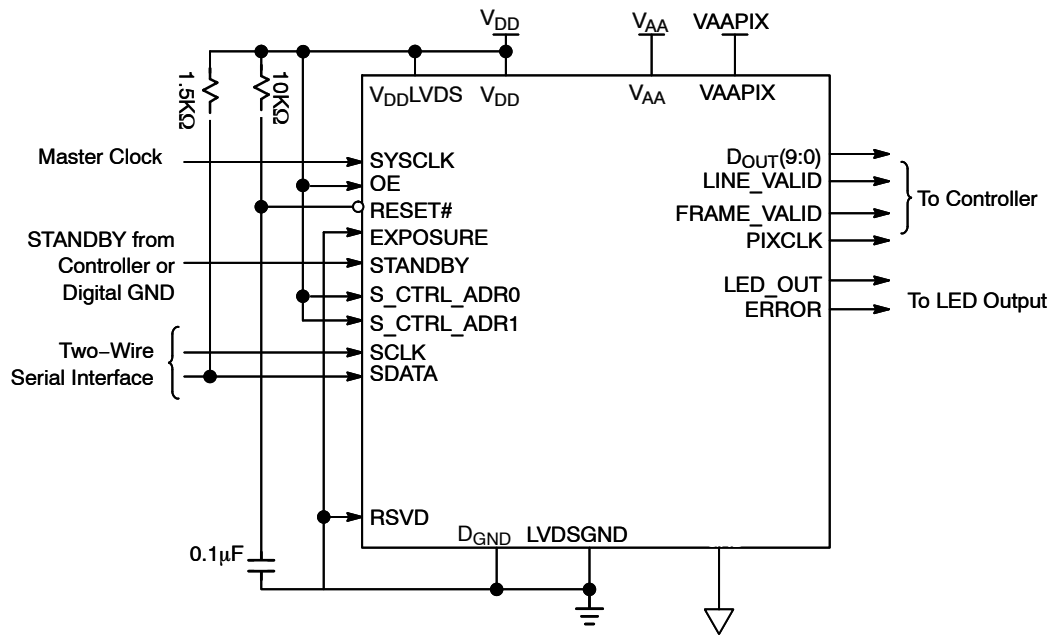 VDD
VAA
VAAPIX
1.5KΩ
10KΩ
VDDLVDS
VDD
VAA
VAAPIX
Master Clock
SYSCLK
OE
RESET#
EXPOSURE
STANDBY from
Controller or
Digital GND
STANDBY
S_CTRL_ADR0
S_CTRL_ADR1
Two−Wire
Serial Interface
SCLK
SDATA
RSVD
DOUT(9:0)
LINE_VALID
FRAME_VALID
PIXCLK
To Controller
LED_OUT
ERROR
To LED Output
0.1μF
DGND
LVDSGND